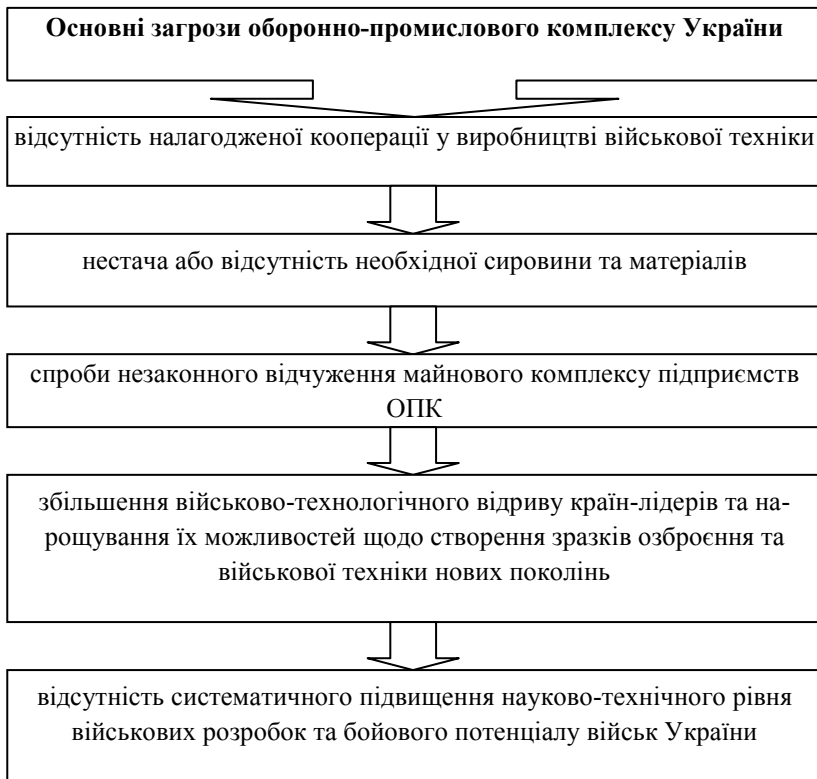 Основні загрози оборонно-промислового комплексу України
відсутність налагодженої кооперації у виробництві військової техніки
нестача або відсутність необхідної сировини та матеріалів
спроби незаконного відчуження майнового комплексу підприємств
ОПК
збільшення військово-технологічного відриву країн-лідерів та на-
рощування їх можливостей щодо створення зразків озброєння та
військової техніки нових поколінь
відсутність систематичного підвищення науково-технічного рівня
військових розробок та бойового потенціалу військ України